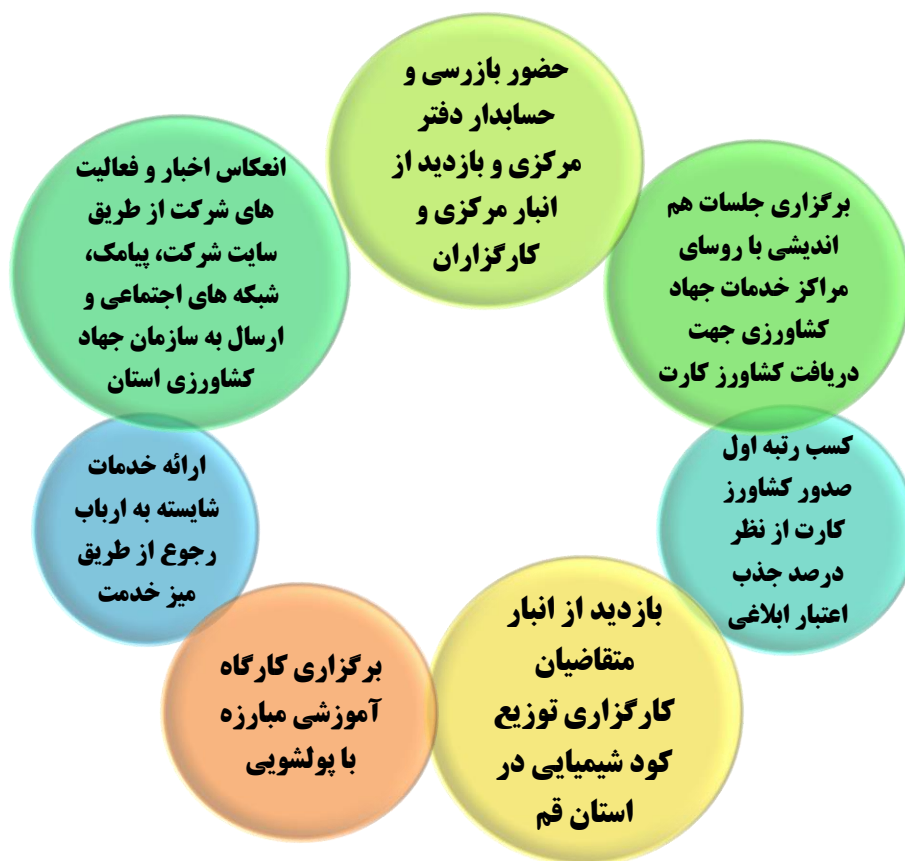 حضور بازرسی و
حسابدار دفتر
مرکزی و بازدید از
انبار مرکزی و
کارگزاران
برگزاری جلسات هم
اندیشی با روسای
مراکز خدمات جهاد
کشاورزی جهت
دریافت کشاورز کارت
کسب رتبه اول
صدور کشاورز
کارت از نظر
درصد جذب
اعتبار ابلاغی
بازدید از انبار
متقاضیان
کارگزاری توزیع
کود شیمیایی در
استان قم
برگزاری کارگاه
آموزشی مبارزه
با پولشویی
ارائه خدمات
شایسته به ارباب
رجوع از طریق
میز خدمت
انعکاس اخبار و فعالیت
های شرکت از طریق
سایت شرکت، پیامک،
شبکه های اجتماعی و
ارسال به سازمان جهاد
کشاورزی استان